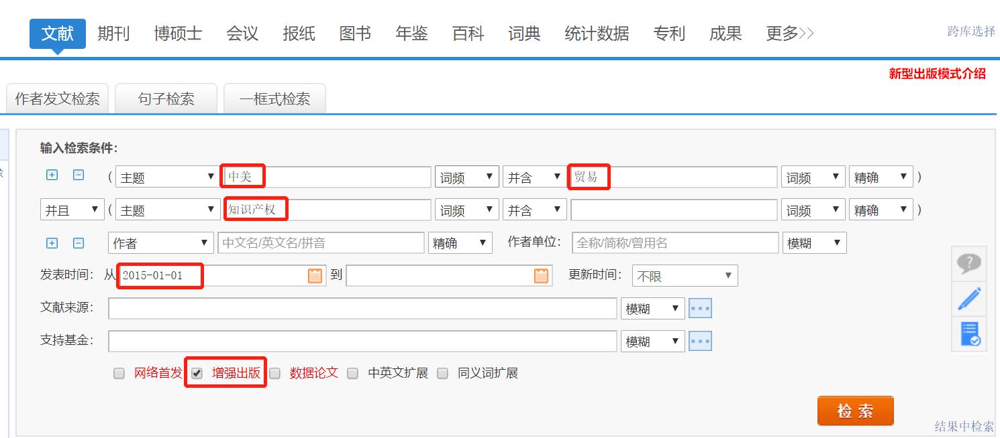 文献 期刊 博硕士 会议 报纸 图书 年鉴 百科 词典 统计数据 专利 成果 更多>> 跨库选择
新型出版模式介绍
作者发文检索 句子检索 一框式检索
输入检索条件:
( 主题 中美 词频 并含 贸易 词频 精确 )
并且 ( 主题 知识产权 词频 并含 词频 精确 )
作者 中文名/英文名/拼音 精确 作者单位: 全称/简称/曾用名 模糊
发表时间: 从 2015-01-01 到 更新时间: 不限
文献来源: 模糊
支持基金: 模糊
网络首发 增强出版 数据论文 中英文扩展 同义词扩展
检索
结果中检索